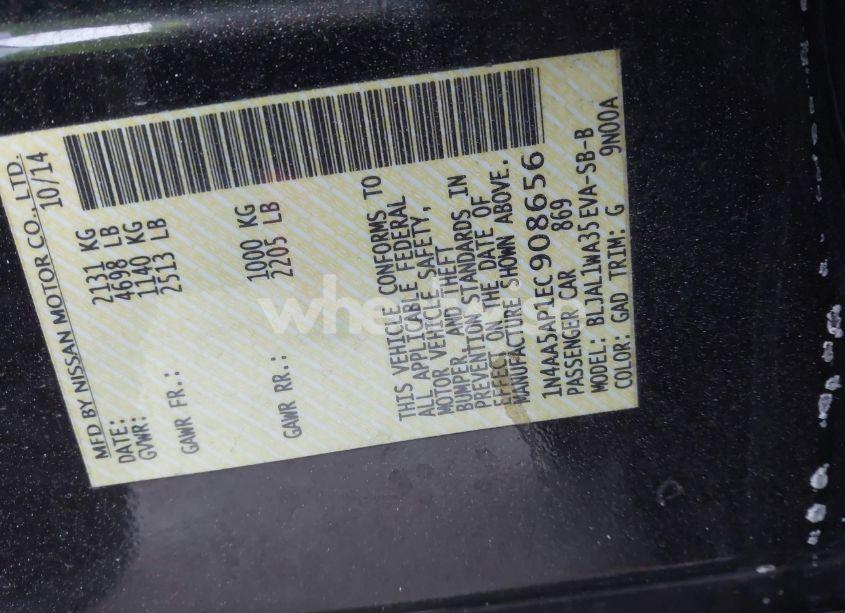 MFD BY NISSAN MOTOR CO., LTD.
DATE: 10/14
GVWR: 2131 KG
4698 LB
GAWR FR.: 1140 KG
2513 LB
GAWR RR.: 1000 KG
2205 LB
THIS VEHICLE CONFORMS TO
ALL APPLICABLE FEDERAL
MOTOR VEHICLE SAFETY,
BUMPER, AND THEFT
PREVENTION STANDARDS IN
EFFECT ON THE DATE OF
MANUFACTURE SHOWN ABOVE.
1N4AA5AP1EC908656
PASSENGER CAR 869
MODEL: BLJAL1WA35EVA-SB-B
COLOR: GAD TRIM: G 9N00A